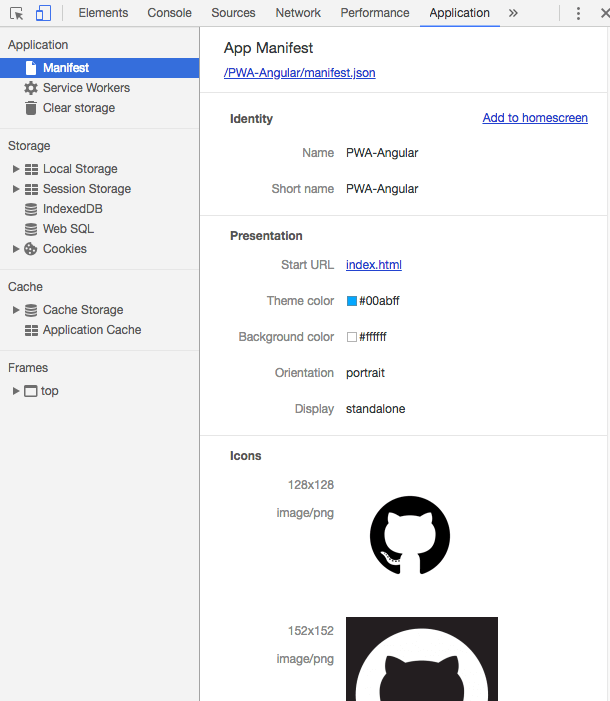 Elements Console Sources Network Performance Application »
Application
Manifest
Service Workers
Clear storage
Storage
Local Storage
Session Storage
IndexedDB
Web SQL
Cookies
Cache
Cache Storage
Application Cache
Frames
top
App Manifest
/PWA-Angular/manifest.json
Identity Add to homescreen
Name PWA-Angular
Short name PWA-Angular
Presentation
Start URL index.html
Theme color #00abff
Background color #ffffff
Orientation portrait
Display standalone
Icons
128x128
image/png
152x152
image/png